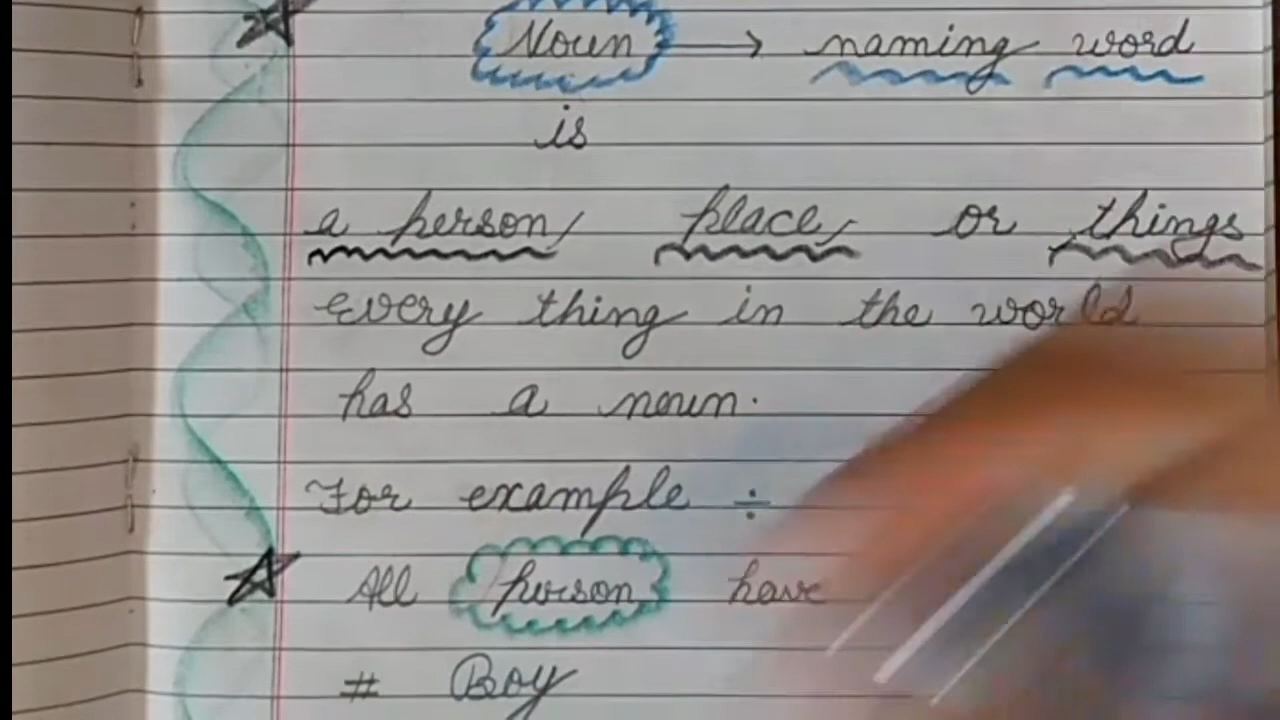 Noun → naming word
is
a person, place, or things
every thing in the world
has a noun.
For example ÷
All person have
# Boy